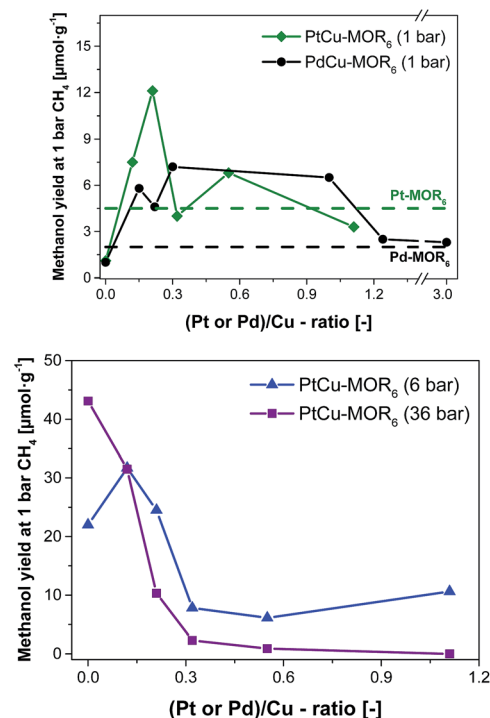 PtCu-MOR₆ (1 bar)
PdCu-MOR₆ (1 bar)
Methanol yield at 1 bar CH₄ [μmol·g⁻¹]
15
12
9
6
3
0
Pt-MOR₆
Pd-MOR₆
0.0 0.3 0.6 0.9 1.2 3.0
(Pt or Pd)/Cu - ratio [-]
PtCu-MOR₆ (6 bar)
PtCu-MOR₆ (36 bar)
Methanol yield at 1 bar CH₄ [μmol·g⁻¹]
50
40
30
20
10
0
0.0 0.3 0.6 0.9 1.2
(Pt or Pd)/Cu - ratio [-]